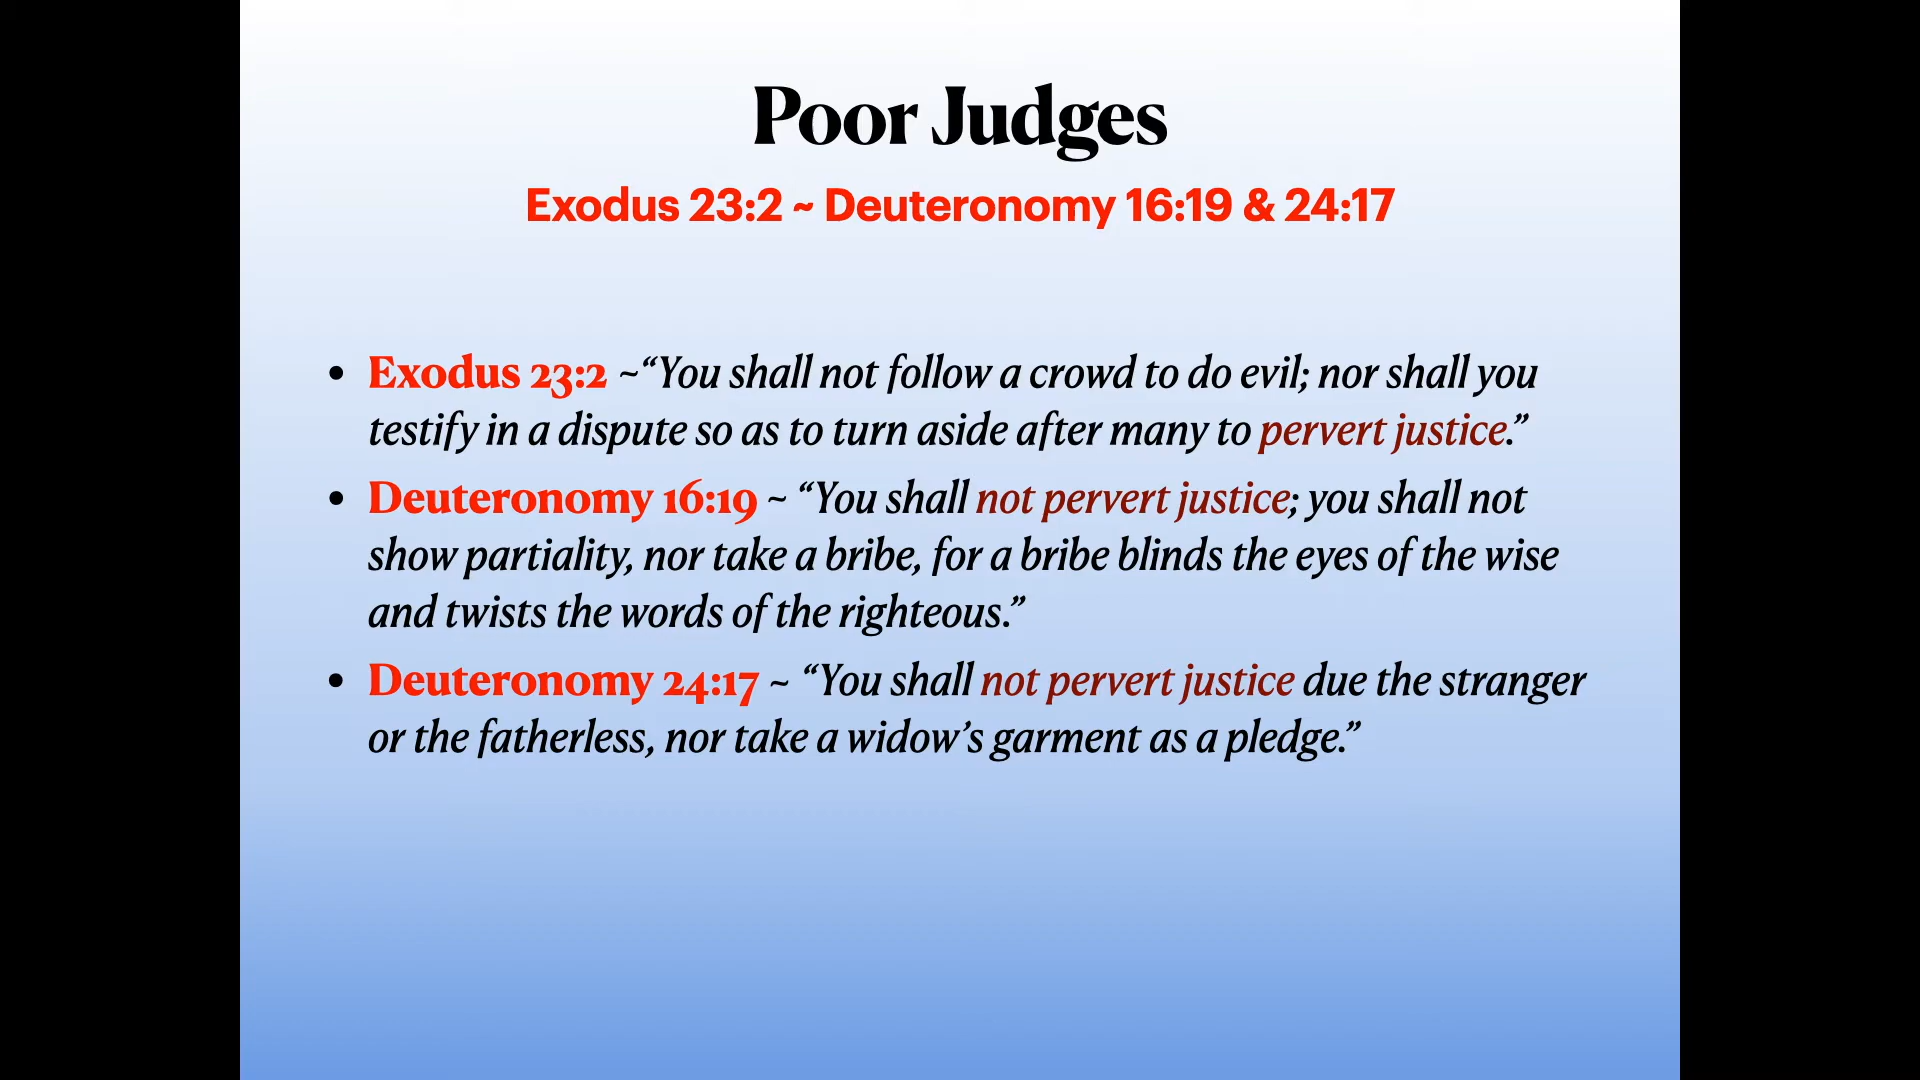 Poor Judges
Exodus 23:2 ~ Deuteronomy 16:19 & 24:17
• Exodus 23:2 ~“You shall not follow a crowd to do evil; nor shall you
testify in a dispute so as to turn aside after many to pervert justice.”
• Deuteronomy 16:19 ~ “You shall not pervert justice; you shall not
show partiality, nor take a bribe, for a bribe blinds the eyes of the wise
and twists the words of the righteous.”
• Deuteronomy 24:17 ~ “You shall not pervert justice due the stranger
or the fatherless, nor take a widow’s garment as a pledge.”